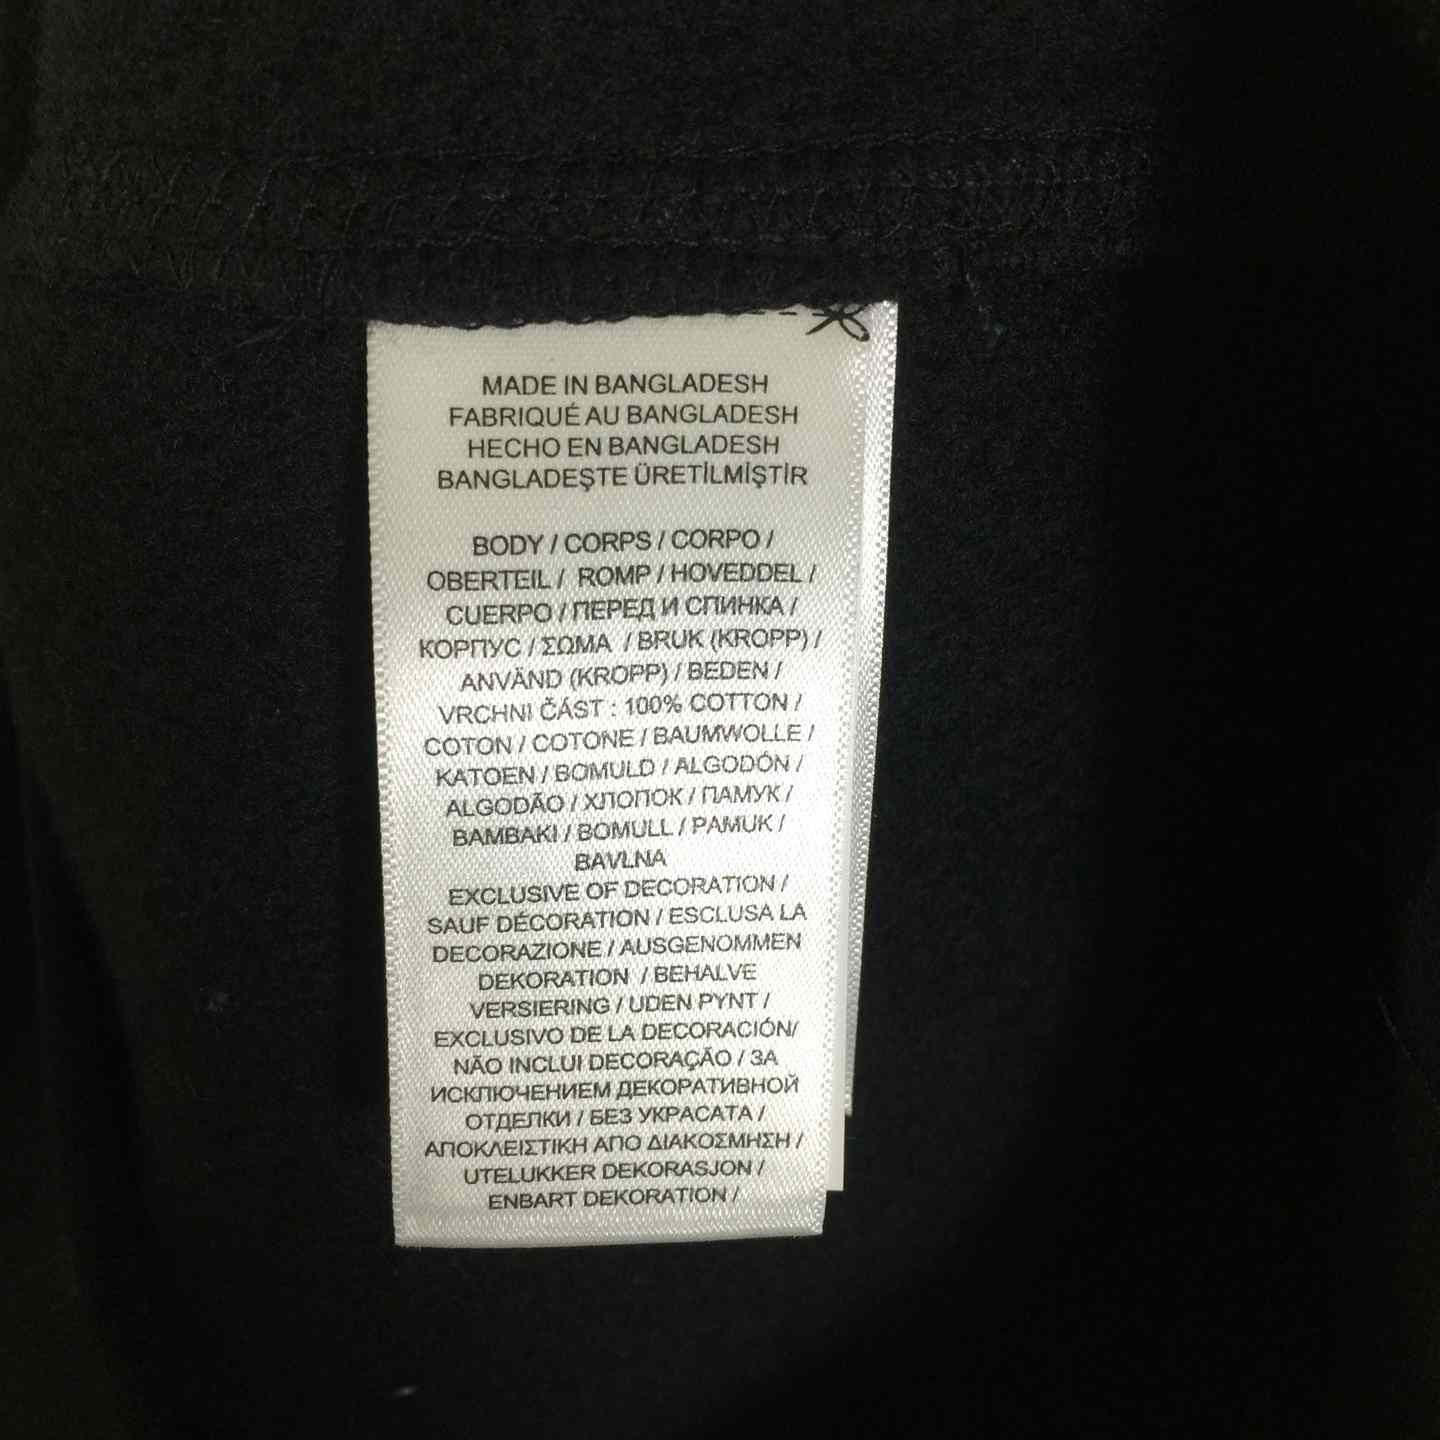 MADE IN BANGLADESH
FABRIQUÉ AU BANGLADESH
HECHO EN BANGLADESH
BANGLADEŞTE ÜRETİLMİŞTİR
BODY / CORPS / CORPO /
OBERTEIL / ROMP / HOVEDDEL /
CUERPO / ПЕРЕД И СПИНКА /
КОРПУС / ΣΩΜΑ / BRUK (KROPP) /
ANVÄND (KROPP) / BEDEN /
VRCHNI ČÁST : 100% COTTON /
COTON / COTONE / BAUMWOLLE /
KATOEN / BOMULD / ALGODÓN /
ALGODÃO / ХЛОПОК / ПАМУК /
BAMBAKI / BOMULL / PAMUK /
BAVLNA
EXCLUSIVE OF DECORATION /
SAUF DÉCORATION / ESCLUSA LA
DECORAZIONE / AUSGENOMMEN
DEKORATION / BEHALVE
VERSIERING / UDEN PYNT /
EXCLUSIVO DE LA DECORACIÓN/
NÃO INCLUI DECORAÇÃO / ЗА
ИСКЛЮЧЕНИЕМ ДЕКОРАТИВНОЙ
ОТДЕЛКИ / БЕЗ УКРАСАТА /
ΑΠΟΚΛΕΙΣΤΙΚΗ ΑΠΟ ΔΙΑΚΟΣΜΗΣΗ /
UTELUKKER DEKORASJON /
ENBART DEKORATION /